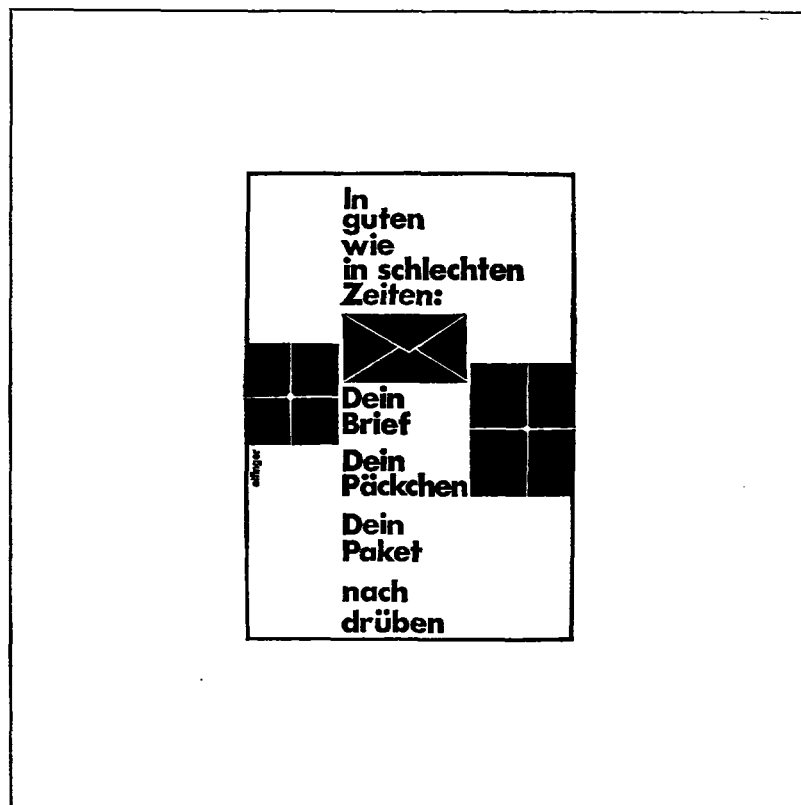 In
guten
wie
in schlechten
Zeiten:
Dein
Brief
Dein
Päckchen
Dein
Paket
nach
drüben